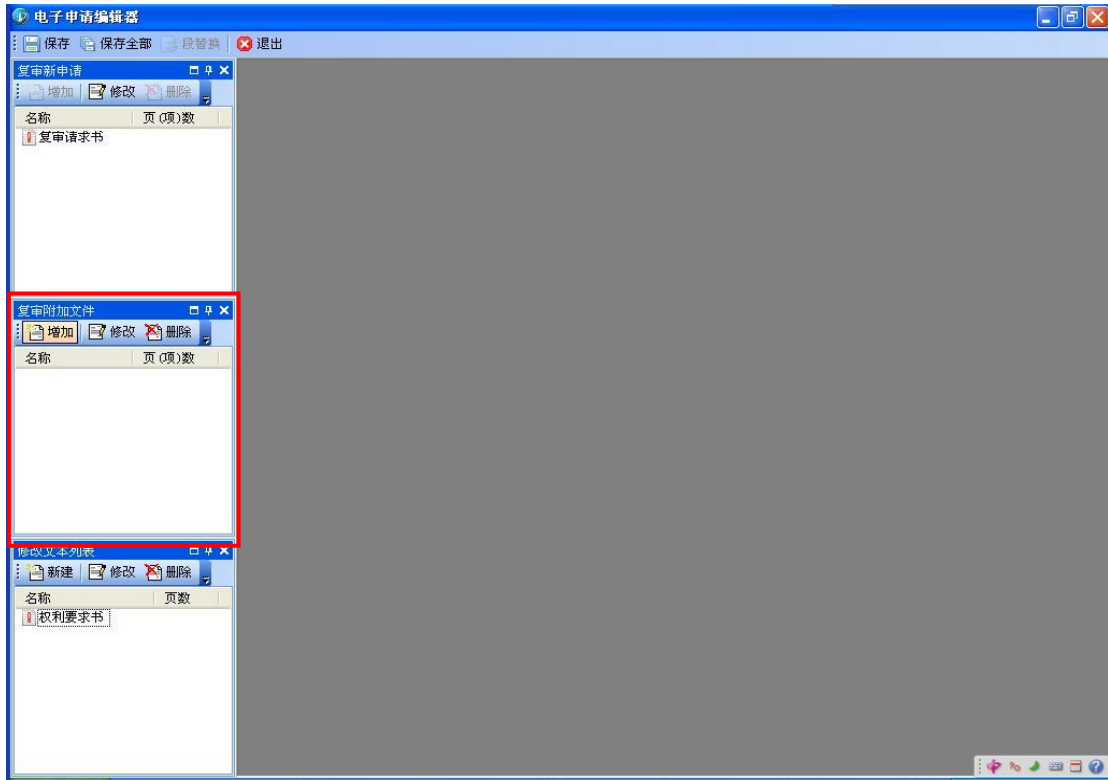 电子申请编辑器
保存 保存全部 段替换 退出
复审新申请
增加 修改 删除
名称 页(项)数
复审请求书
复审附加文件
增加 修改 删除
名称 页(项)数
修改文本列表
新建 修改 删除
名称 页数
权利要求书